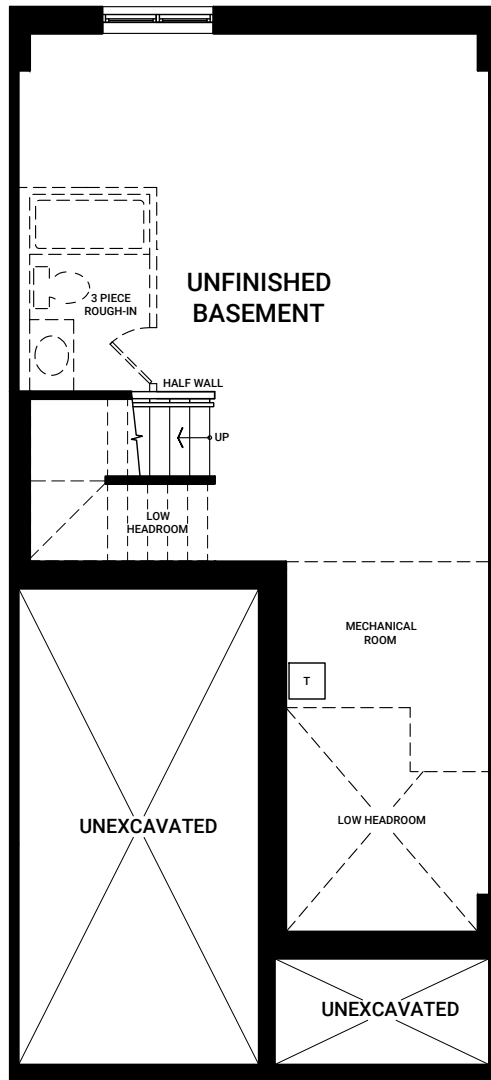 UNFINISHED
BASEMENT
3 PIECE
ROUGH-IN
HALF WALL
UP
LOW
HEADROOM
MECHANICAL
ROOM
T
LOW HEADROOM
UNEXCAVATED
UNEXCAVATED